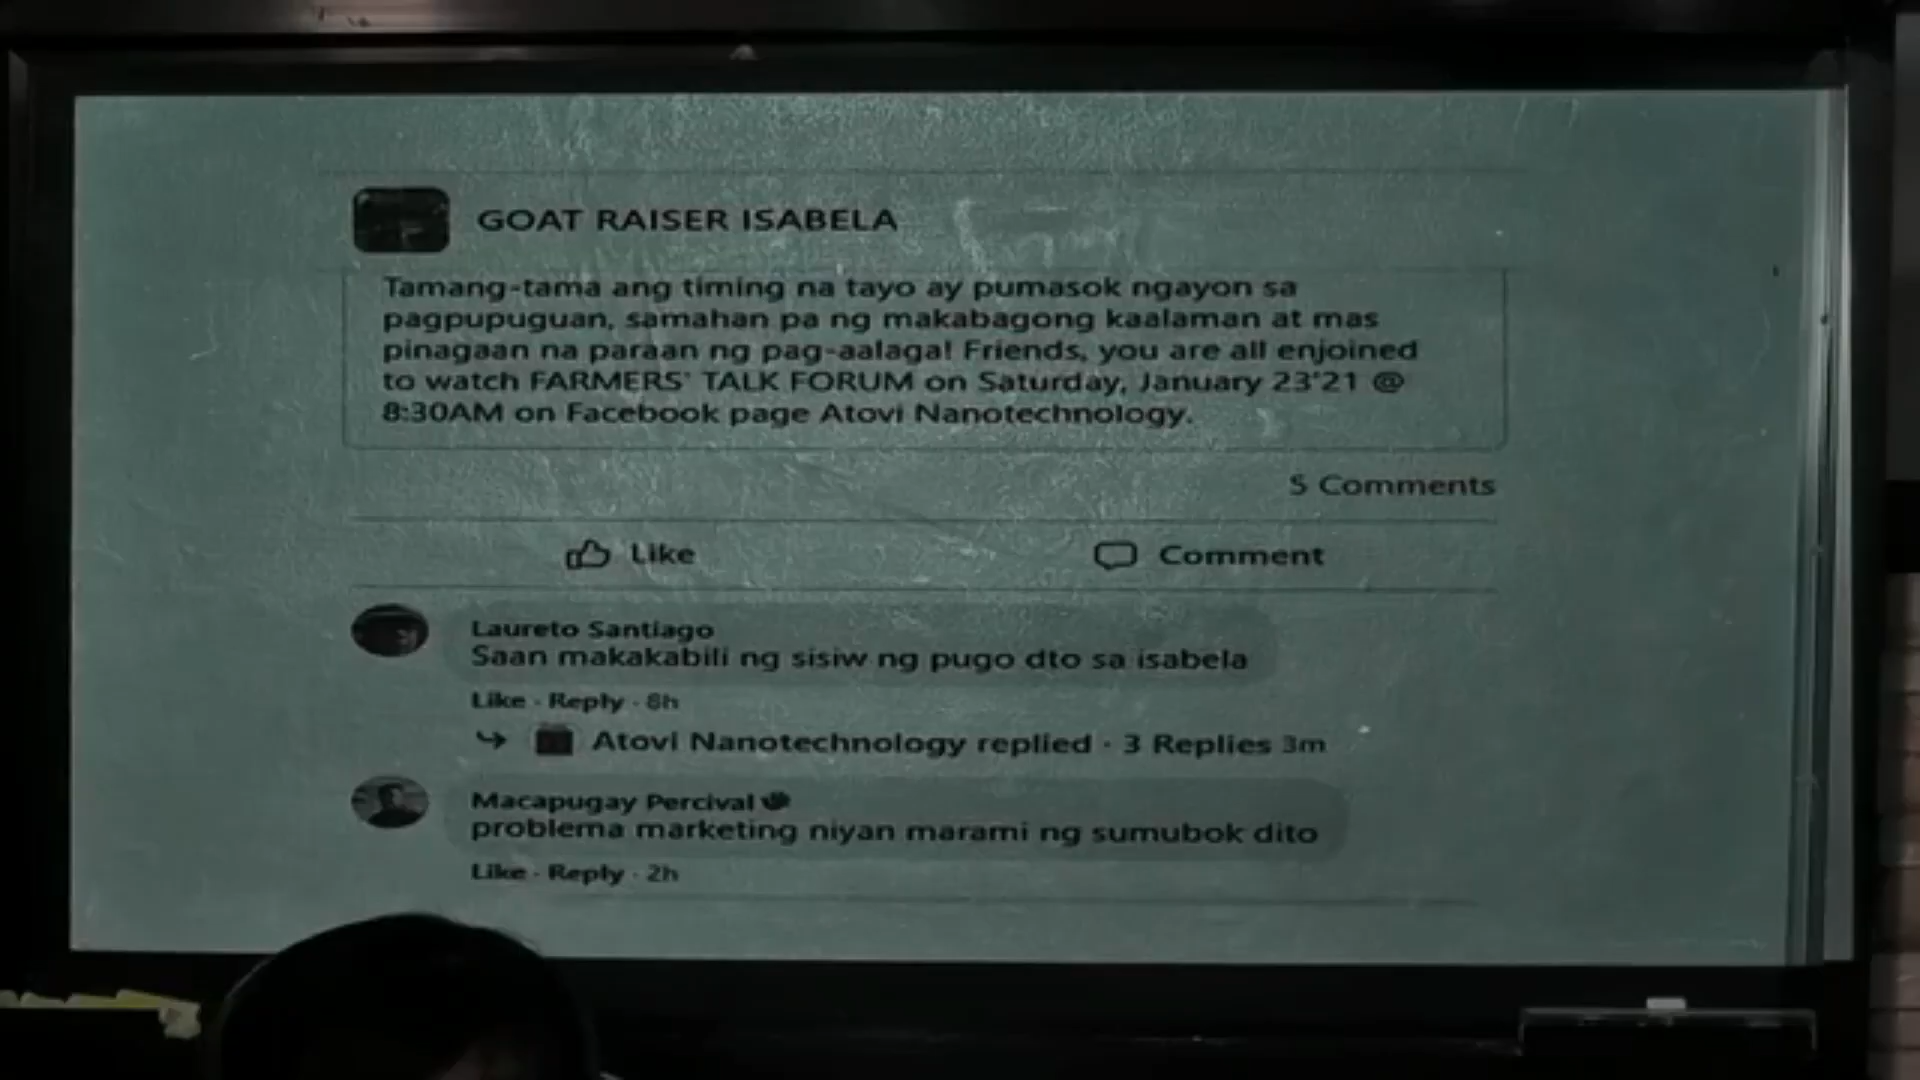 GOAT RAISER ISABELA
Tamang-tama ang timing na tayo ay pumasok ngayon sa
pagpupuguan, samahan pa ng makabagong kaalaman at mas
pinagaan na paraan ng pag-aalaga! Friends, you are all enjoined
to watch FARMERS' TALK FORUM on Saturday, January 23'21 @
8:30AM on Facebook page Atovi Nanotechnology.
5 Comments
Like
Comment
Laureto Santiago
Saan makakabili ng sisiw ng pugo dto sa isabela
Like · Reply · 8h
Atovi Nanotechnology replied · 3 Replies 3m
Macapugay Percival
problema marketing niyan marami ng sumubok dito
Like · Reply · 2h